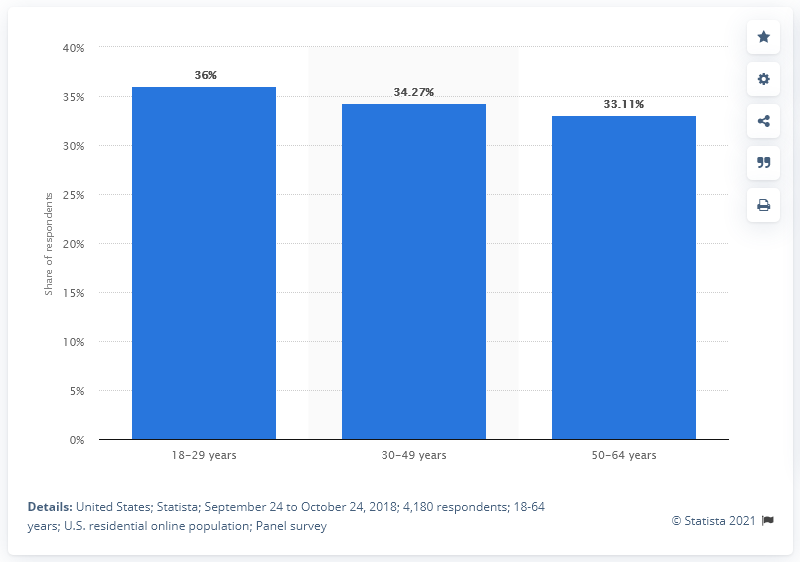 40%
36%
34.27%
33.11%
35%
30%
25%
20%
15%
10%
5%
0%
Share of respondents
18-29 years
30-49 years
50-64 years
Details: United States; Statista; September 24 to October 24, 2018; 4,180 respondents; 18-64
years; U.S. residential online population; Panel survey
© Statista 2021